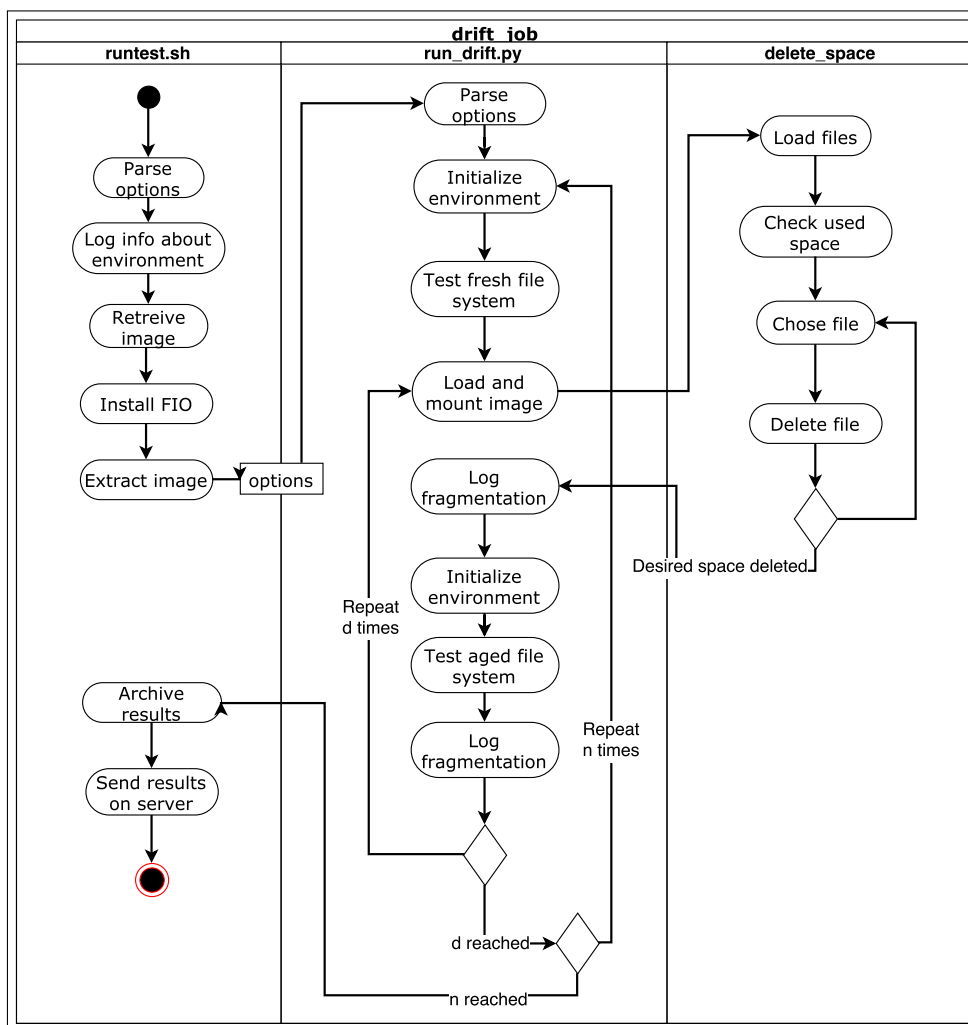 drift_job
runtest.sh
run_drift.py
delete_space
Parse
options
Log info about
environment
Retreive
image
Install FIO
Extract image
options
Archive
results
Send results
on server
Parse
options
Initialize
environment
Test fresh file
system
Load and
mount image
Log
fragmentation
Initialize
environment
Test aged file
system
Log
fragmentation
Repeat
d times
Repeat
n times
d reached
n reached
Load files
Check used
space
Chose file
Delete file
Desired space deleted